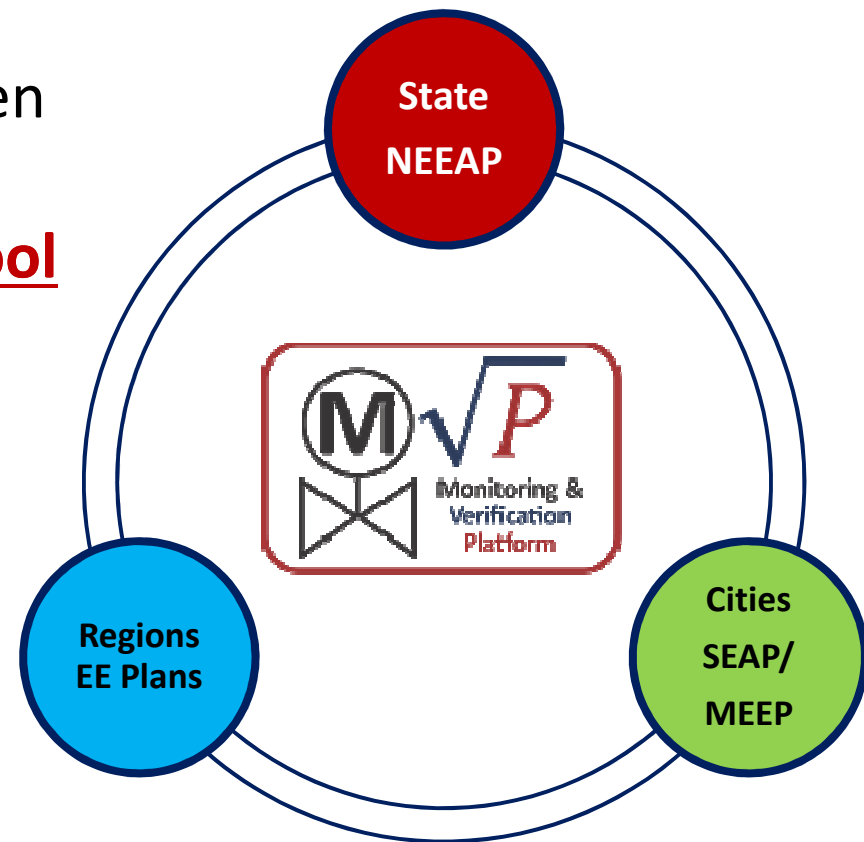 State
NEEAP
M √P
Monitoring &
Verification
Platform
Regions
EE Plans
Cities
SEAP/
MEEP